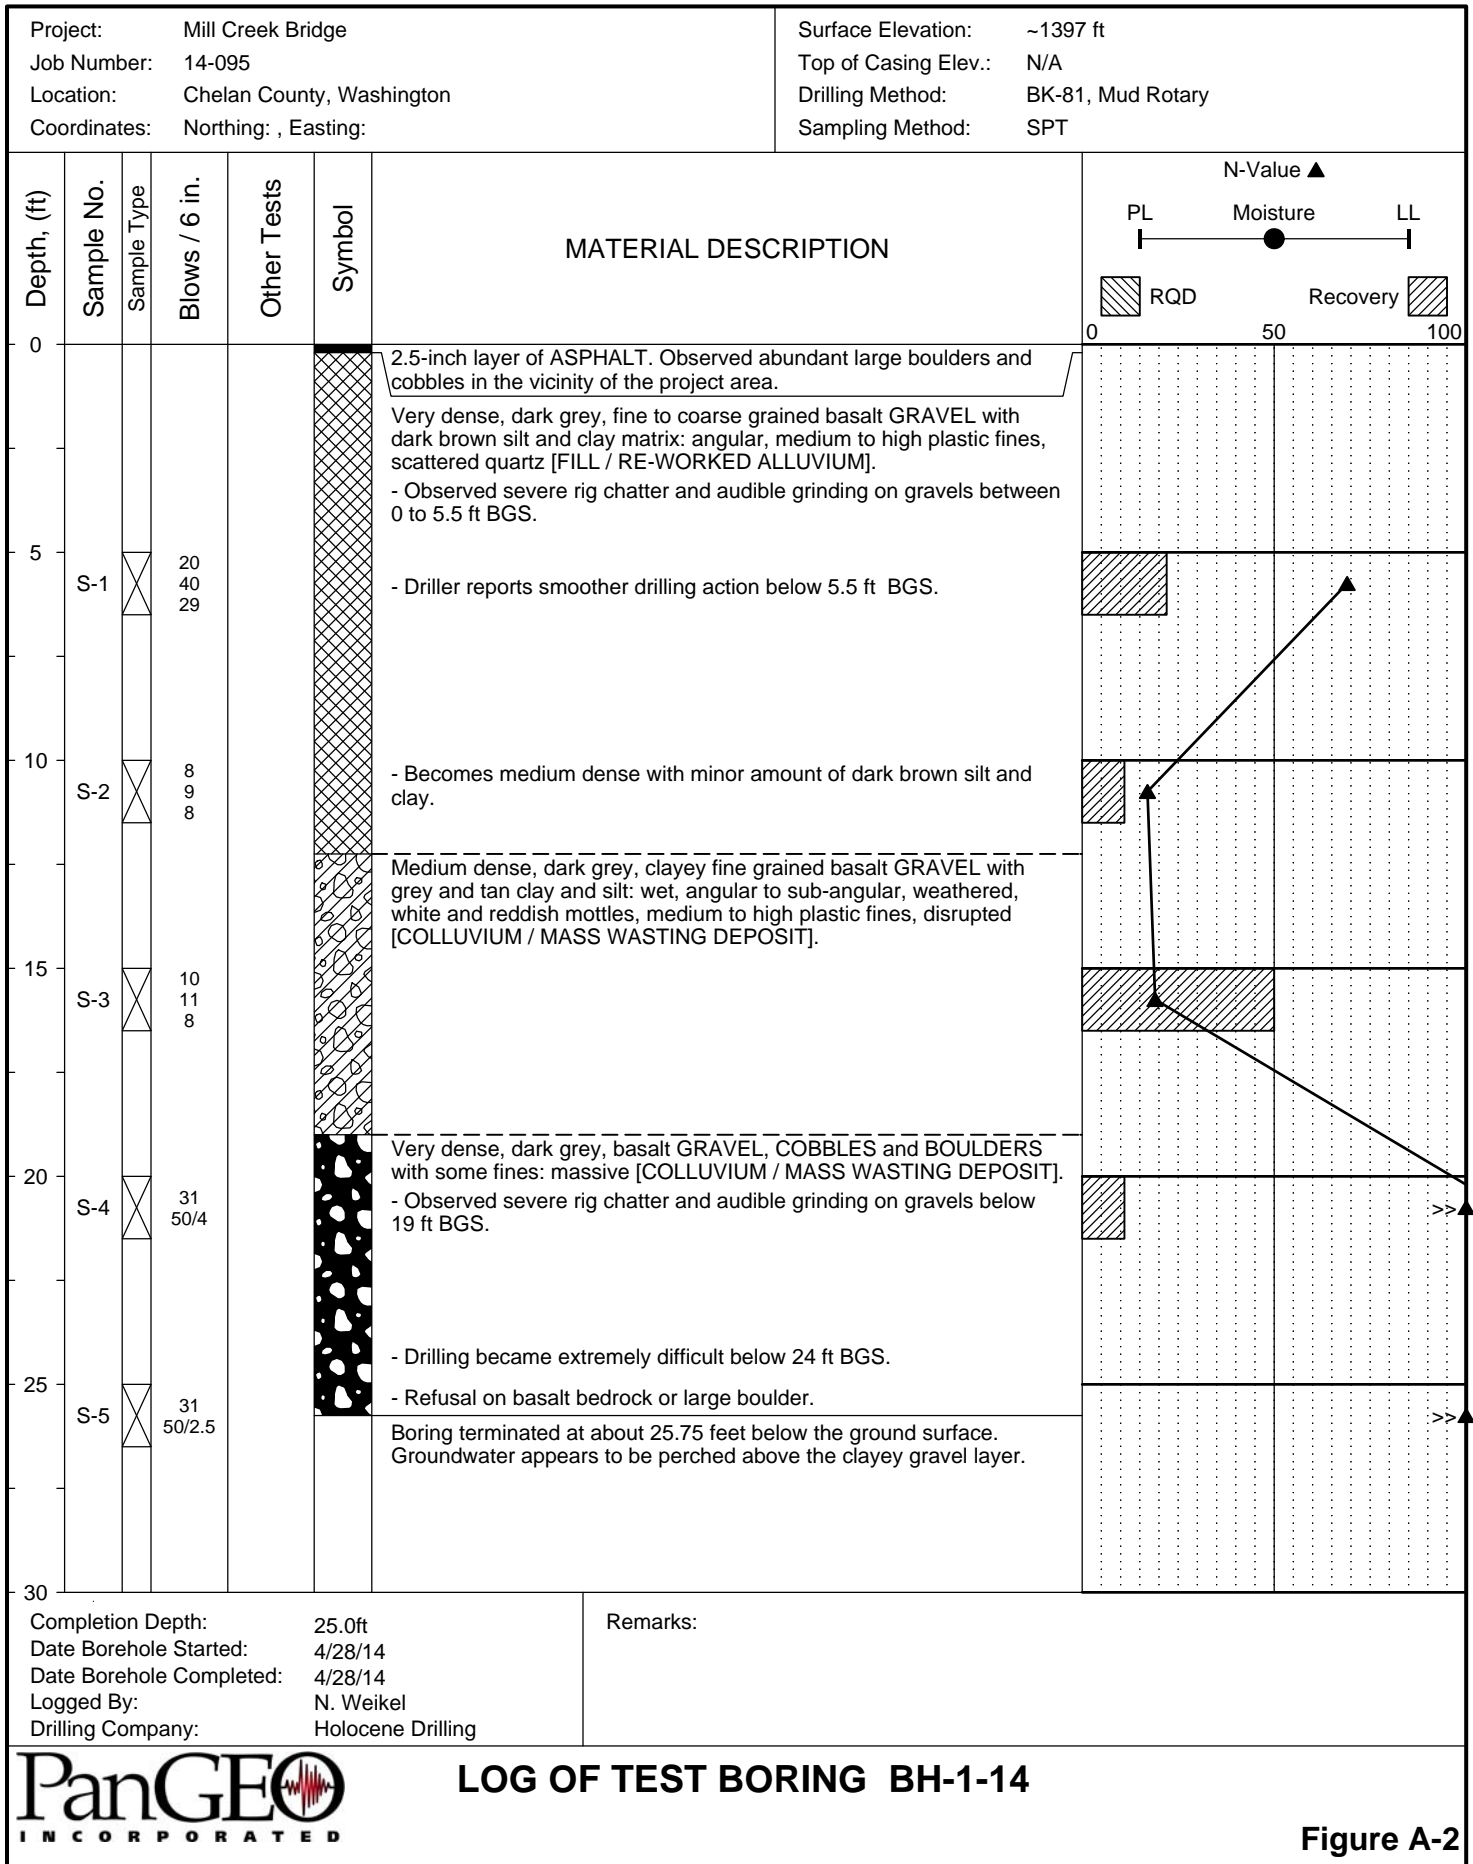 Project: Mill Creek Bridge
Job Number: 14-095
Location: Chelan County, Washington
Coordinates: Northing: , Easting:
Surface Elevation: ~1397 ft
Top of Casing Elev.: N/A
Drilling Method: BK-81, Mud Rotary
Sampling Method: SPT
Depth, (ft)
Sample No.
Sample Type
Blows / 6 in.
Other Tests
Symbol
MATERIAL DESCRIPTION
N-Value
PL Moisture LL
RQD Recovery
0 50 100
0
2.5-inch layer of ASPHALT. Observed abundant large boulders and
cobbles in the vicinity of the project area.
Very dense, dark grey, fine to coarse grained basalt GRAVEL with
dark brown silt and clay matrix: angular, medium to high plastic fines,
scattered quartz [FILL / RE-WORKED ALLUVIUM].
- Observed severe rig chatter and audible grinding on gravels between
0 to 5.5 ft BGS.
5
S-1
20
40
29
- Driller reports smoother drilling action below 5.5 ft BGS.
10
S-2
8
9
8
- Becomes medium dense with minor amount of dark brown silt and
clay.
Medium dense, dark grey, clayey fine grained basalt GRAVEL with
grey and tan clay and silt: wet, angular to sub-angular, weathered,
white and reddish mottles, medium to high plastic fines, disrupted
[COLLUVIUM / MASS WASTING DEPOSIT].
15
S-3
10
11
8
Very dense, dark grey, basalt GRAVEL, COBBLES and BOULDERS
with some fines: massive [COLLUVIUM / MASS WASTING DEPOSIT].
20
S-4
31
50/4
- Observed severe rig chatter and audible grinding on gravels below
19 ft BGS.
>>
- Drilling became extremely difficult below 24 ft BGS.
25
- Refusal on basalt bedrock or large boulder.
S-5
31
50/2.5
>>
Boring terminated at about 25.75 feet below the ground surface.
Groundwater appears to be perched above the clayey gravel layer.
30
Completion Depth: 25.0ft
Date Borehole Started: 4/28/14
Date Borehole Completed: 4/28/14
Logged By: N. Weikel
Drilling Company: Holocene Drilling
Remarks:
PanGEO
INCORPORATED
LOG OF TEST BORING BH-1-14
Figure A-2